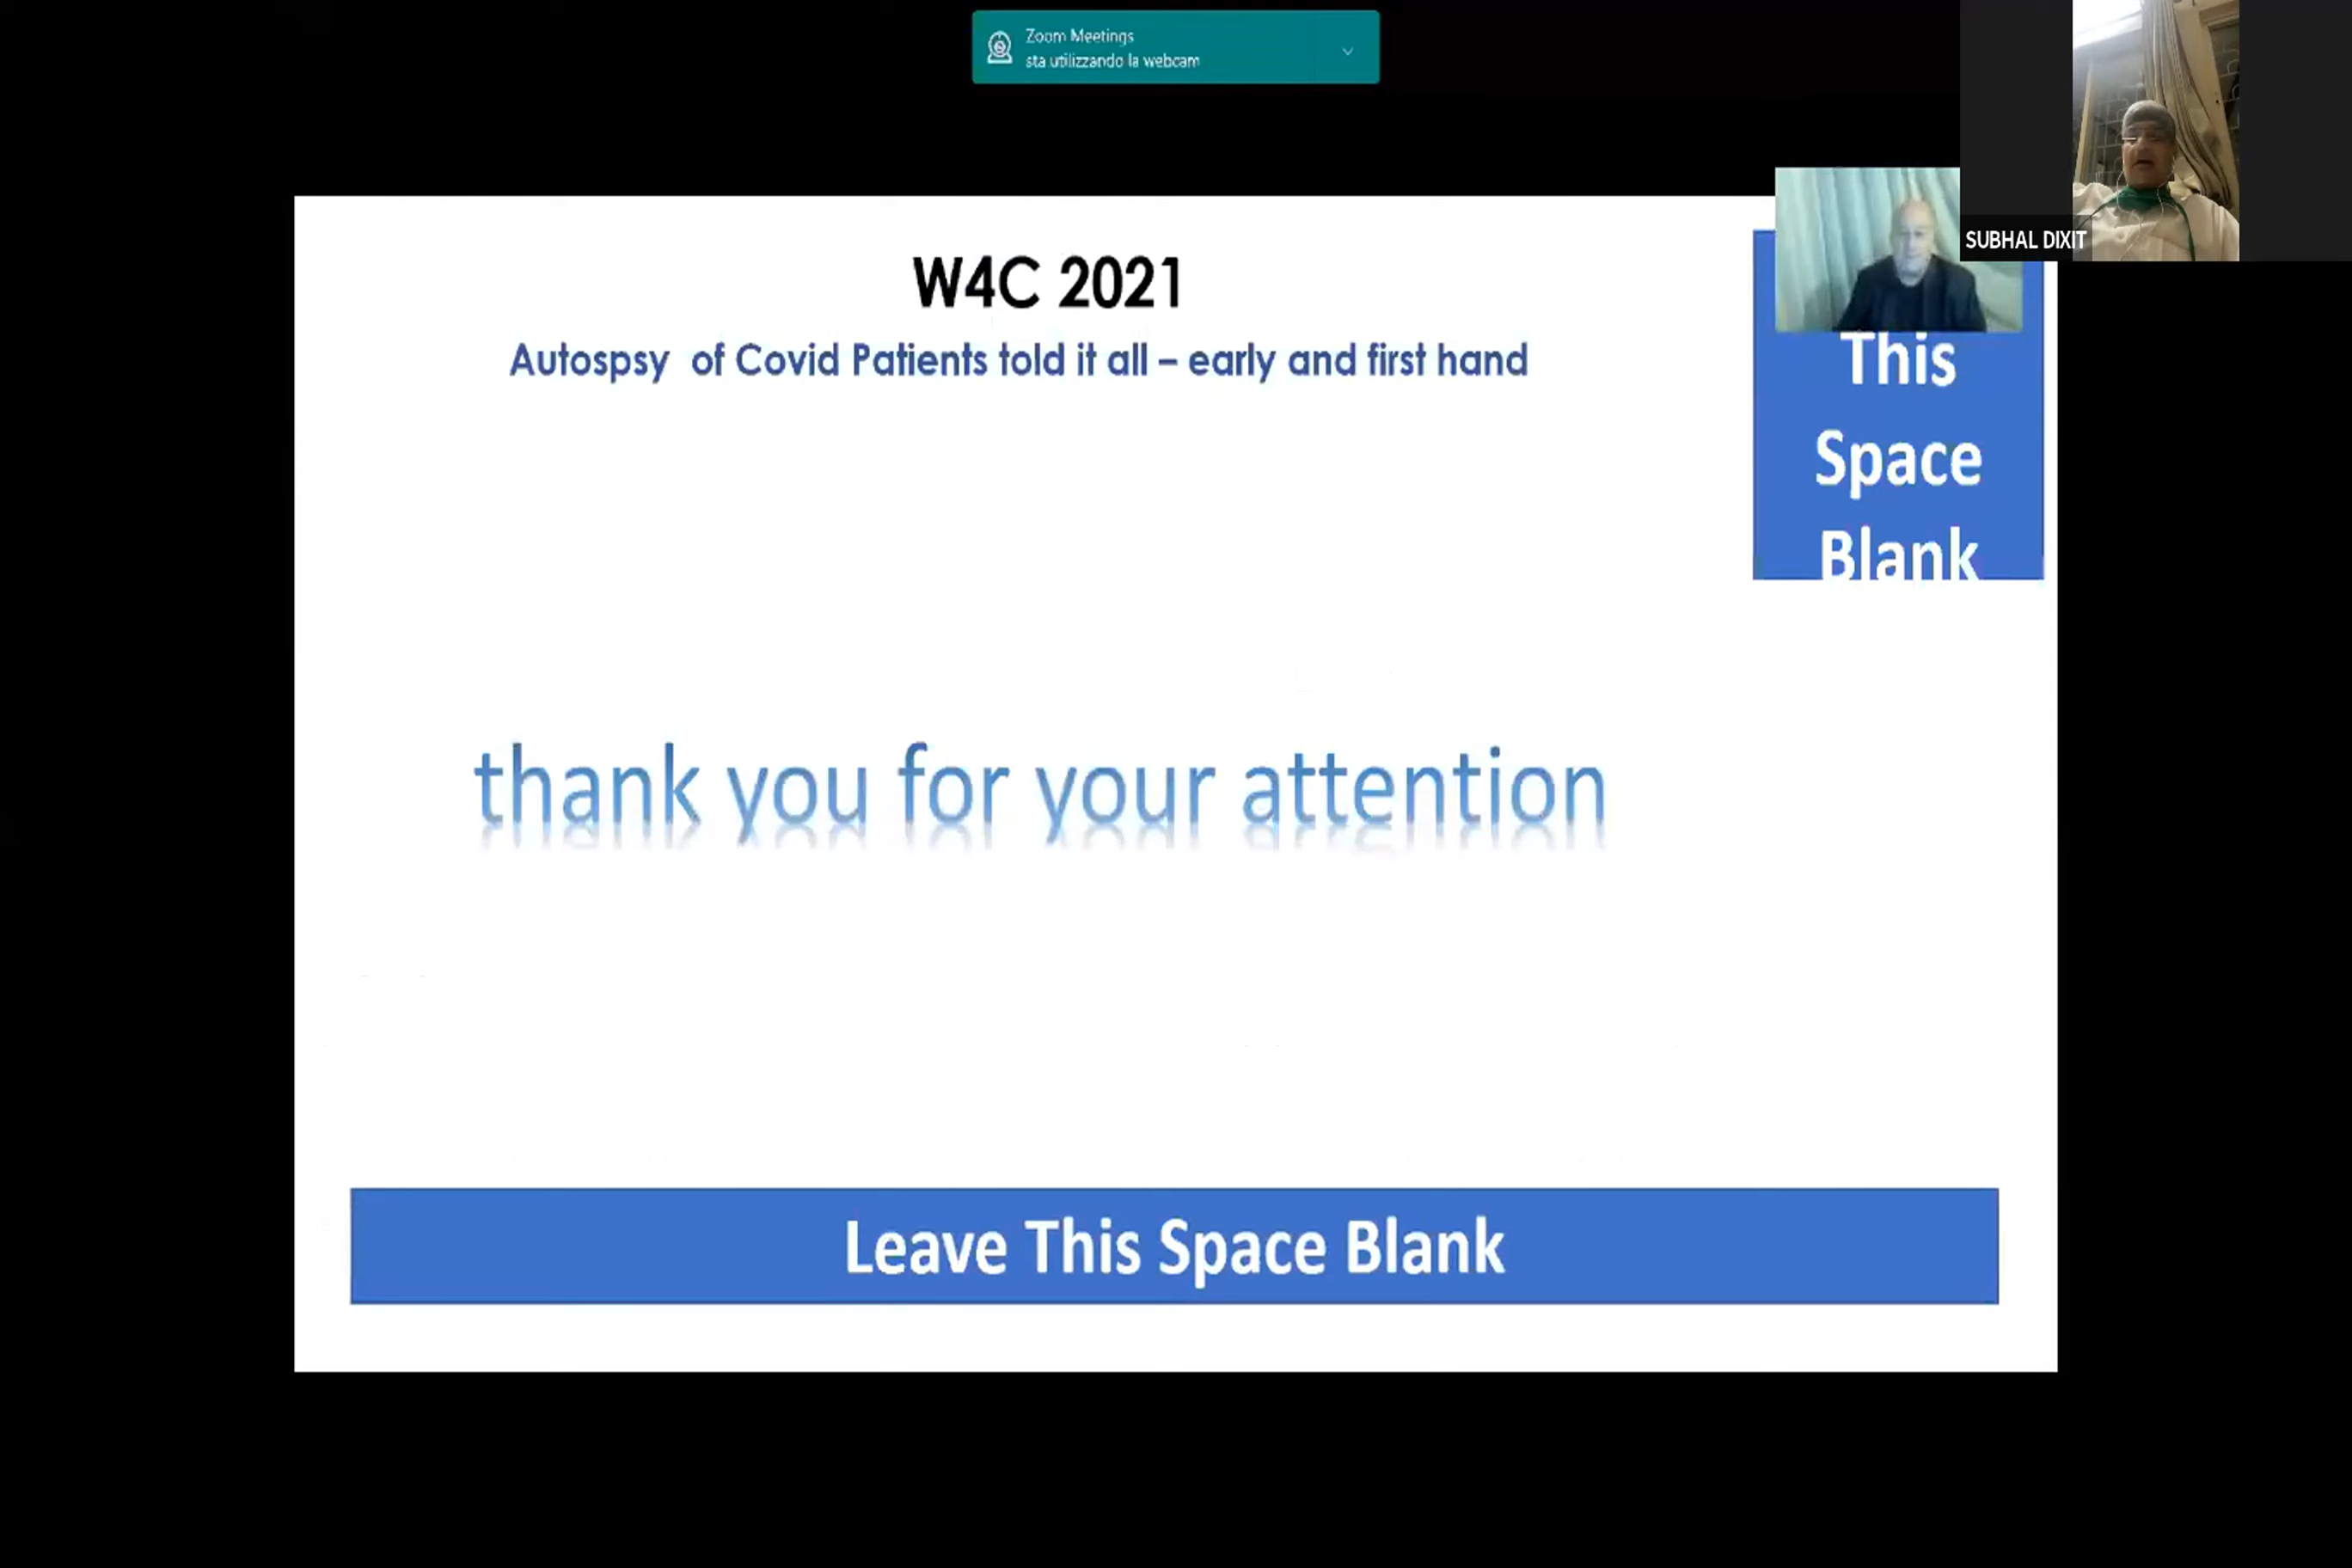 Zoom Meetings
sta utilizzando la webcam
SUBHAL DIXIT
W4C 2021
Autospsy of Covid Patients told it all – early and first hand
This
Space
Blank
thank you for your attention
Leave This Space Blank